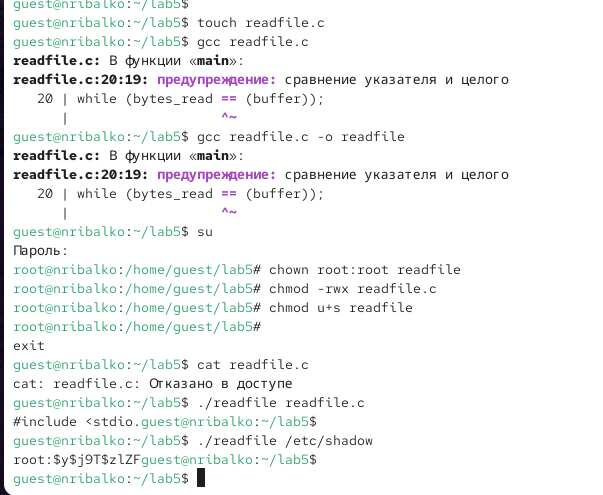 guest@nribalko:~/lab5$
guest@nribalko:~/lab5$ touch readfile.c
guest@nribalko:~/lab5$ gcc readfile.c
readfile.c: В функции «main»:
readfile.c:20:19: предупреждение: сравнение указателя и целого
   20 | while (bytes_read == (buffer));
      |                   ^~
guest@nribalko:~/lab5$ gcc readfile.c -o readfile
readfile.c: В функции «main»:
readfile.c:20:19: предупреждение: сравнение указателя и целого
   20 | while (bytes_read == (buffer));
      |                   ^~
guest@nribalko:~/lab5$ su
Пароль:
root@nribalko:/home/guest/lab5# chown root:root readfile
root@nribalko:/home/guest/lab5# chmod -rwx readfile.c
root@nribalko:/home/guest/lab5# chmod u+s readfile
root@nribalko:/home/guest/lab5#
exit
guest@nribalko:~/lab5$ cat readfile.c
cat: readfile.c: Отказано в доступе
guest@nribalko:~/lab5$ ./readfile readfile.c
#include <stdio.guest@nribalko:~/lab5$
guest@nribalko:~/lab5$ ./readfile /etc/shadow
root:$y$j9T$zlZFguest@nribalko:~/lab5$
guest@nribalko:~/lab5$